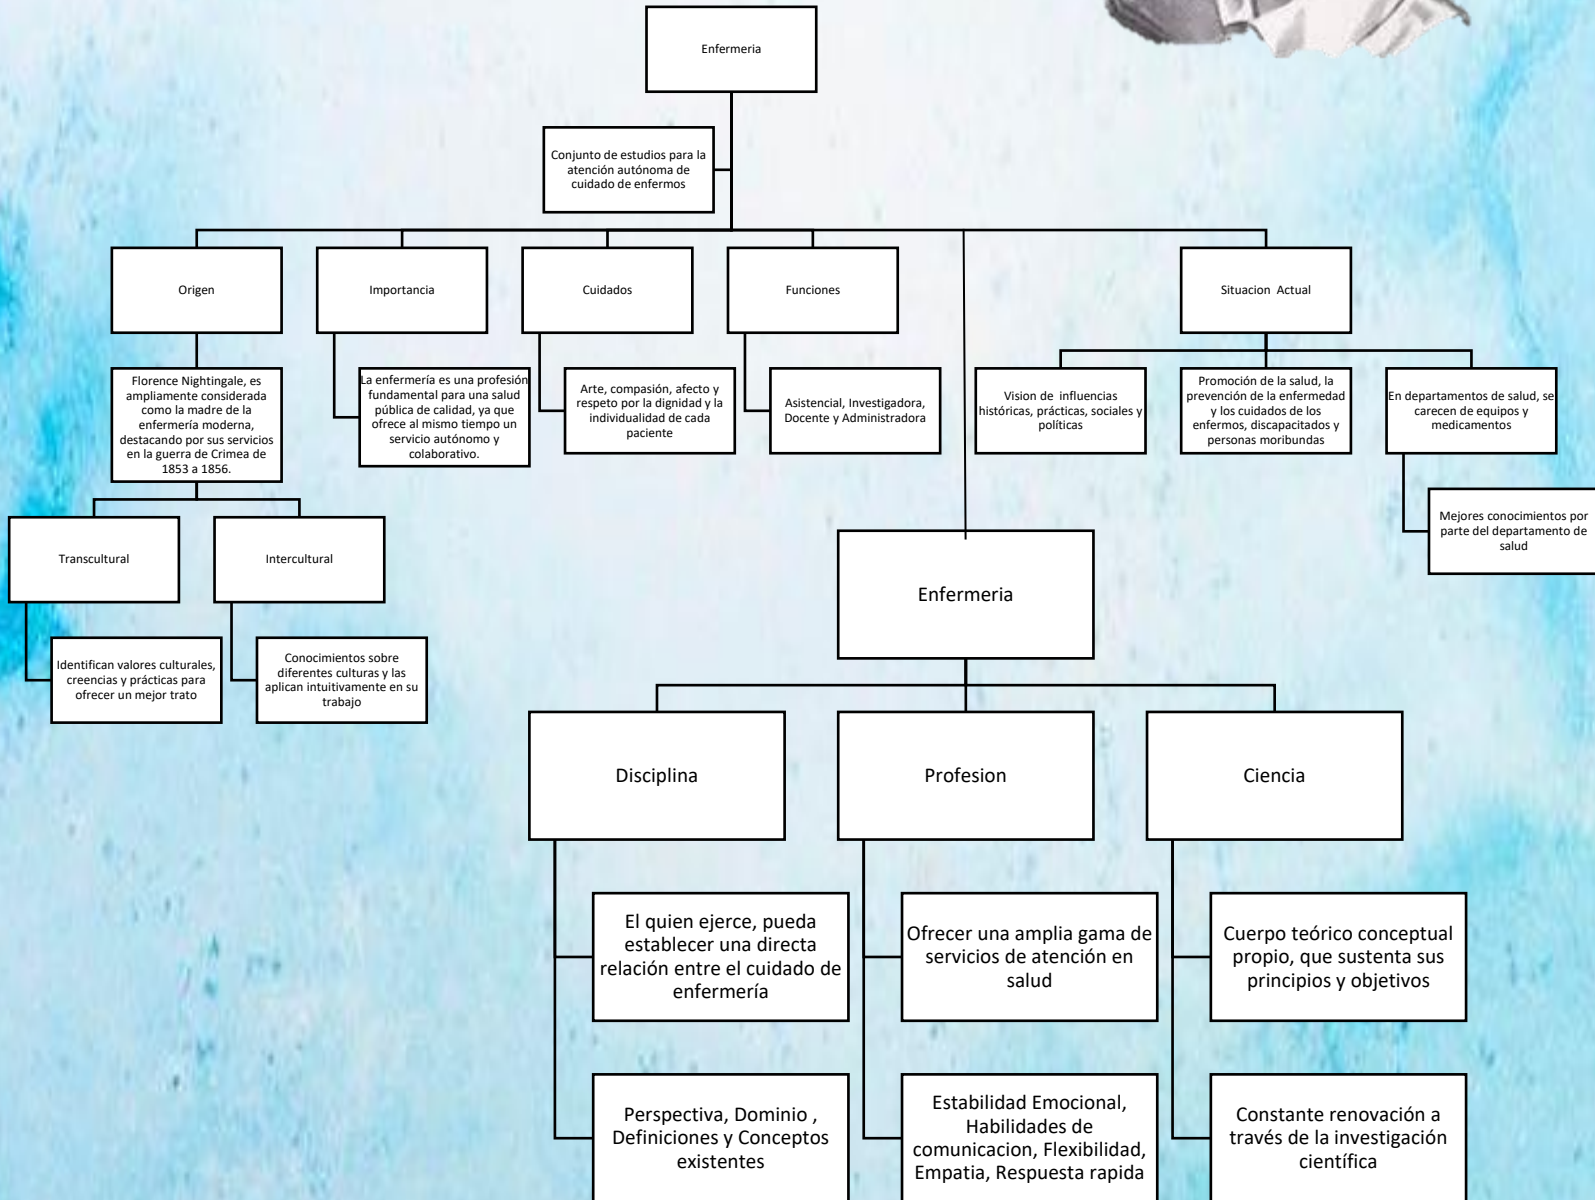 Enfermeria
Conjunto de estudios para la
atención autónoma de
cuidado de enfermos
Origen
Importancia
Cuidados
Funciones
Situacion Actual
Florence Nightingale, es
ampliamente considerada
como la madre de la
enfermería moderna,
destacando por sus servicios
en la guerra de Crimea de
1853 a 1856.
La enfermería es una profesión
fundamental para una salud
pública de calidad, ya que
ofrece al mismo tiempo un
servicio autónomo y
colaborativo.
Arte, compasión, afecto y
respeto por la dignidad y la
individualidad de cada
paciente
Asistencial, Investigadora,
Docente y Administradora
Vision de influencias
históricas, prácticas, sociales y
políticas
Promoción de la salud, la
prevención de la enfermedad
y los cuidados de los
enfermos, discapacitados y
personas moribundas
En departamentos de salud, se
carecen de equipos y
medicamentos
Mejores conocimientos por
parte del departamento de
salud
Transcultural
Intercultural
Identifican valores culturales,
creencias y prácticas para
ofrecer un mejor trato
Conocimientos sobre
diferentes culturas y las
aplican intuitivamente en su
trabajo
Enfermeria
Disciplina
Profesion
Ciencia
El quien ejerce, pueda
establecer una directa
relación entre el cuidado de
enfermería
Ofrecer una amplia gama de
servicios de atención en
salud
Cuerpo teórico conceptual
propio, que sustenta sus
principios y objetivos
Perspectiva, Dominio ,
Definiciones y Conceptos
existentes
Estabilidad Emocional,
Habilidades de
comunicacion, Flexibilidad,
Empatia, Respuesta rapida
Constante renovación a
través de la investigación
científica